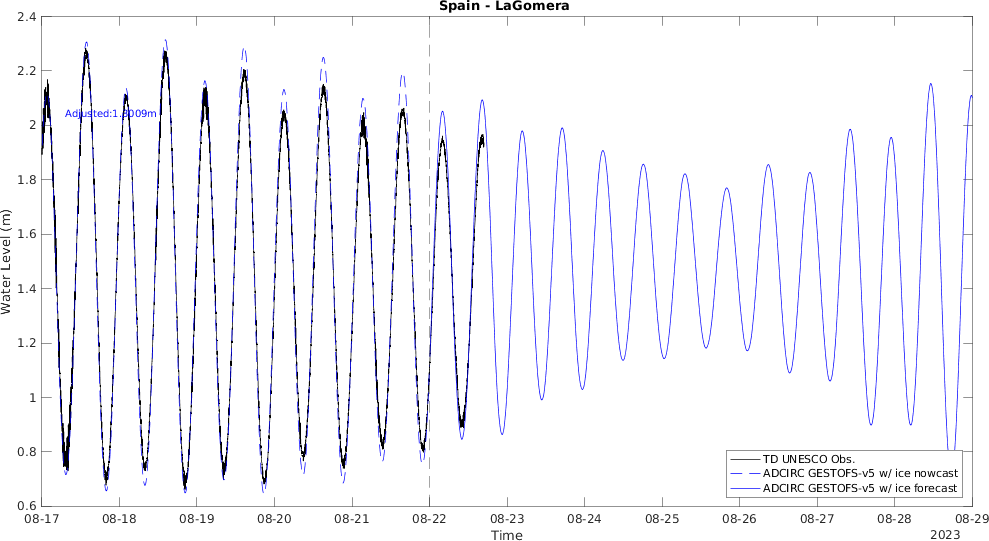 Spain - LaGomera
2.4
2.2
2
1.8
1.6
1.4
1.2
1
0.8
0.6
Water Level (m)
Adjusted:1.3009m
TD UNESCO Obs.
ADCIRC GESTOFS-v5 w/ ice nowcast
ADCIRC GESTOFS-v5 w/ ice forecast
08-17 08-18 08-19 08-20 08-21 08-22 08-23 08-24 08-25 08-26 08-27 08-28 08-29
Time
2023